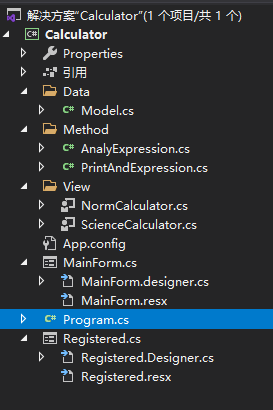 解决方案"Calculator"(1 个项目/共 1 个)
Calculator
Properties
引用
Data
Model.cs
Method
AnalyExpression.cs
PrintAndExpression.cs
View
NormCalculator.cs
ScienceCalculator.cs
App.config
MainForm.cs
MainForm.designer.cs
MainForm.resx
Program.cs
Registered.cs
Registered.Designer.cs
Registered.resx